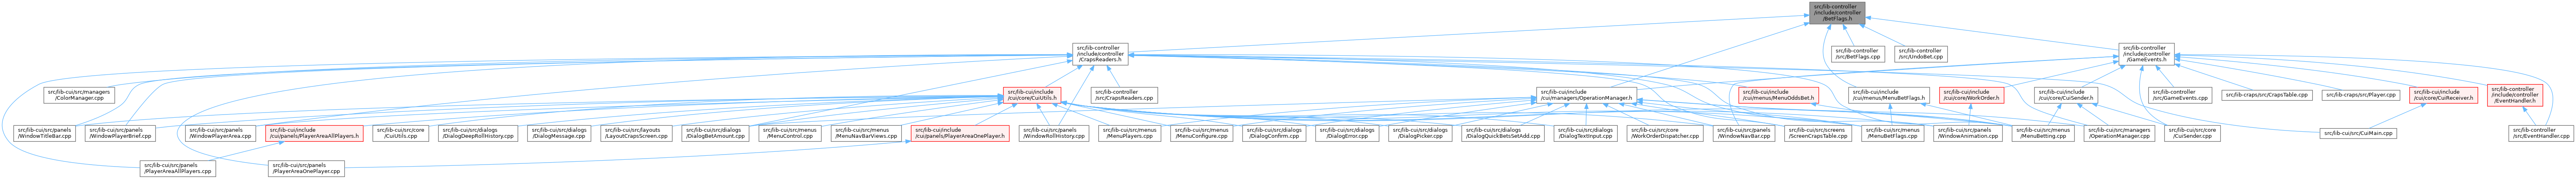 src/lib-controller
/include/controller
/BetFlags.h
src/lib-controller
/include/controller
/CrapsReaders.h
src/lib-controller
/src/BetFlags.cpp
src/lib-controller
/src/UndoBet.cpp
src/lib-controller
/include/controller
/GameEvents.h
src/lib-cui/src/managers
/ColorManager.cpp
src/lib-cui/include
/cui/core/CuiUtils.h
src/lib-controller
/src/CrapsReaders.cpp
src/lib-cui/include
/cui/managers/OperationManager.h
src/lib-cui/include
/cui/menus/MenuOddsBet.h
src/lib-cui/include
/cui/menus/MenuBetFlags.h
src/lib-cui/include
/cui/core/WorkOrder.h
src/lib-cui/include
/cui/core/CuiSender.h
src/lib-controller
/src/GameEvents.cpp
src/lib-craps/src/CrapsTable.cpp
src/lib-craps/src/Player.cpp
src/lib-cui/include
/cui/core/CuiReceiver.h
src/lib-controller
/include/controller
/EventHandler.h
src/lib-cui/src/panels
/WindowTitleBar.cpp
src/lib-cui/src/panels
/WindowPlayerBrief.cpp
src/lib-cui/src/panels
/WindowPlayerArea.cpp
src/lib-cui/include
/cui/panels/PlayerAreaAllPlayers.h
src/lib-cui/src/core
/CuiUtils.cpp
src/lib-cui/src/dialogs
/DialogDeepRollHistory.cpp
src/lib-cui/src/dialogs
/DialogMessage.cpp
src/lib-cui/src/layouts
/LayoutCrapsScreen.cpp
src/lib-cui/src/dialogs
/DialogBetAmount.cpp
src/lib-cui/src/menus
/MenuControl.cpp
src/lib-cui/src/menus
/MenuNavBarViews.cpp
src/lib-cui/include
/cui/panels/PlayerAreaOnePlayer.h
src/lib-cui/src/panels
/WindowRollHistory.cpp
src/lib-cui/src/menus
/MenuPlayers.cpp
src/lib-cui/src/menus
/MenuConfigure.cpp
src/lib-cui/src/dialogs
/DialogConfirm.cpp
src/lib-cui/src/dialogs
/DialogError.cpp
src/lib-cui/src/dialogs
/DialogPicker.cpp
src/lib-cui/src/dialogs
/DialogQuickBetsSetAdd.cpp
src/lib-cui/src/dialogs
/DialogTextInput.cpp
src/lib-cui/src/core
/WorkOrderDispatcher.cpp
src/lib-cui/src/panels
/WindowNavBar.cpp
src/lib-cui/src/screens
/ScreenCrapsTable.cpp
src/lib-cui/src/menus
/MenuBetFlags.cpp
src/lib-cui/src/panels
/WindowAnimation.cpp
src/lib-cui/src/menus
/MenuBetting.cpp
src/lib-cui/src/managers
/OperationManager.cpp
src/lib-cui/src/core
/CuiSender.cpp
src/lib-cui/src/CuiMain.cpp
src/lib-controller
/src/EventHandler.cpp
src/lib-cui/src/panels
/PlayerAreaAllPlayers.cpp
src/lib-cui/src/panels
/PlayerAreaOnePlayer.cpp